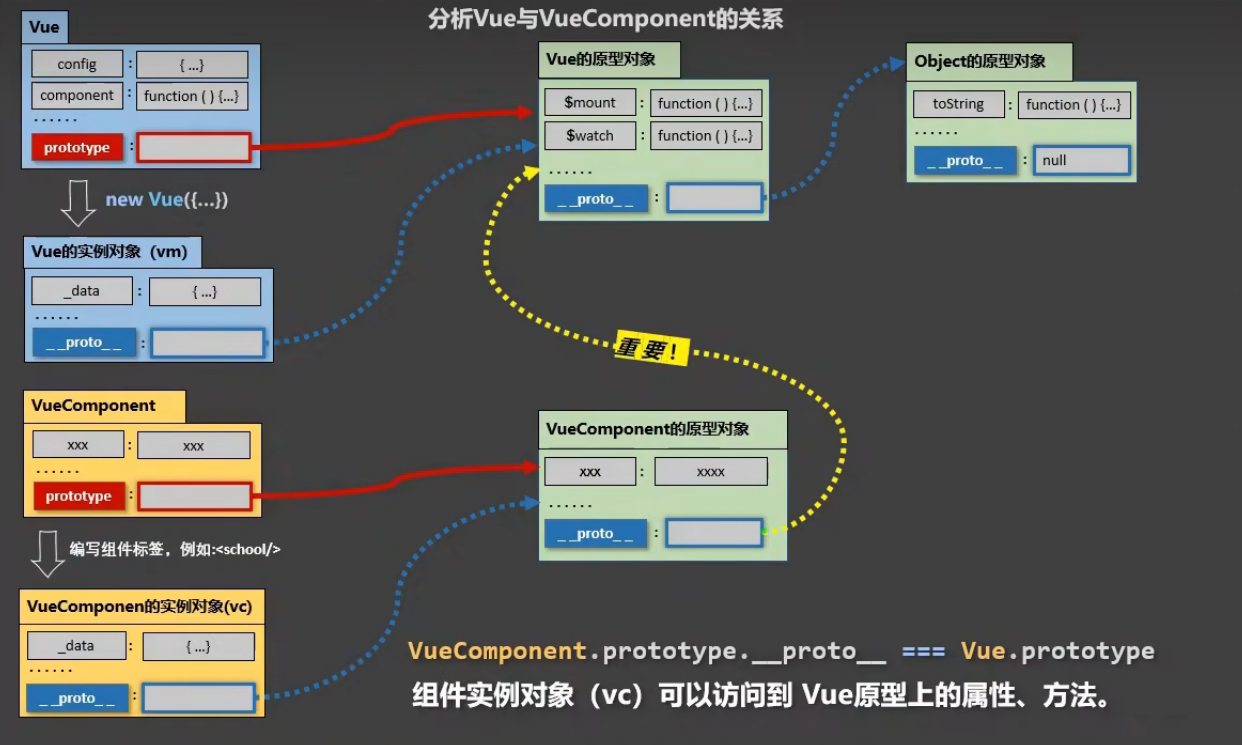 分析Vue与VueComponent的关系
Vue
config : { ...}
component : function ( ) {...}
......
prototype :
new Vue({...})
Vue的实例对象（vm）
_data : { ...}
......
__proto__ :
VueComponent
xxx : xxx
......
prototype :
编写组件标签，例如:<school/>
VueComponen的实例对象(vc)
_data : { ...}
......
__proto__ :
Vue的原型对象
$mount : function ( ) {...}
$watch : function ( ) {...}
......
__proto__ :
Object的原型对象
toString : function ( ) {...}
......
__proto__ : null
重要！
VueComponent的原型对象
xxx : xxxx
......
__proto__ :
VueComponent.prototype.__proto__ === Vue.prototype
组件实例对象（vc）可以访问到 Vue原型上的属性、方法。